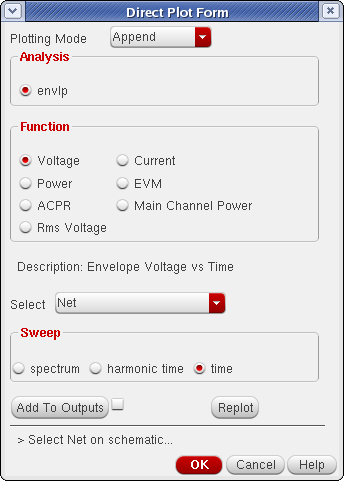 Direct Plot Form
Plotting Mode Append
Analysis
envlp
Function
Voltage Current
Power EVM
ACPR Main Channel Power
Rms Voltage
Description: Envelope Voltage vs Time
Select Net
Sweep
spectrum harmonic time time
Add To Outputs Replot
> Select Net on schematic...
OK Cancel Help